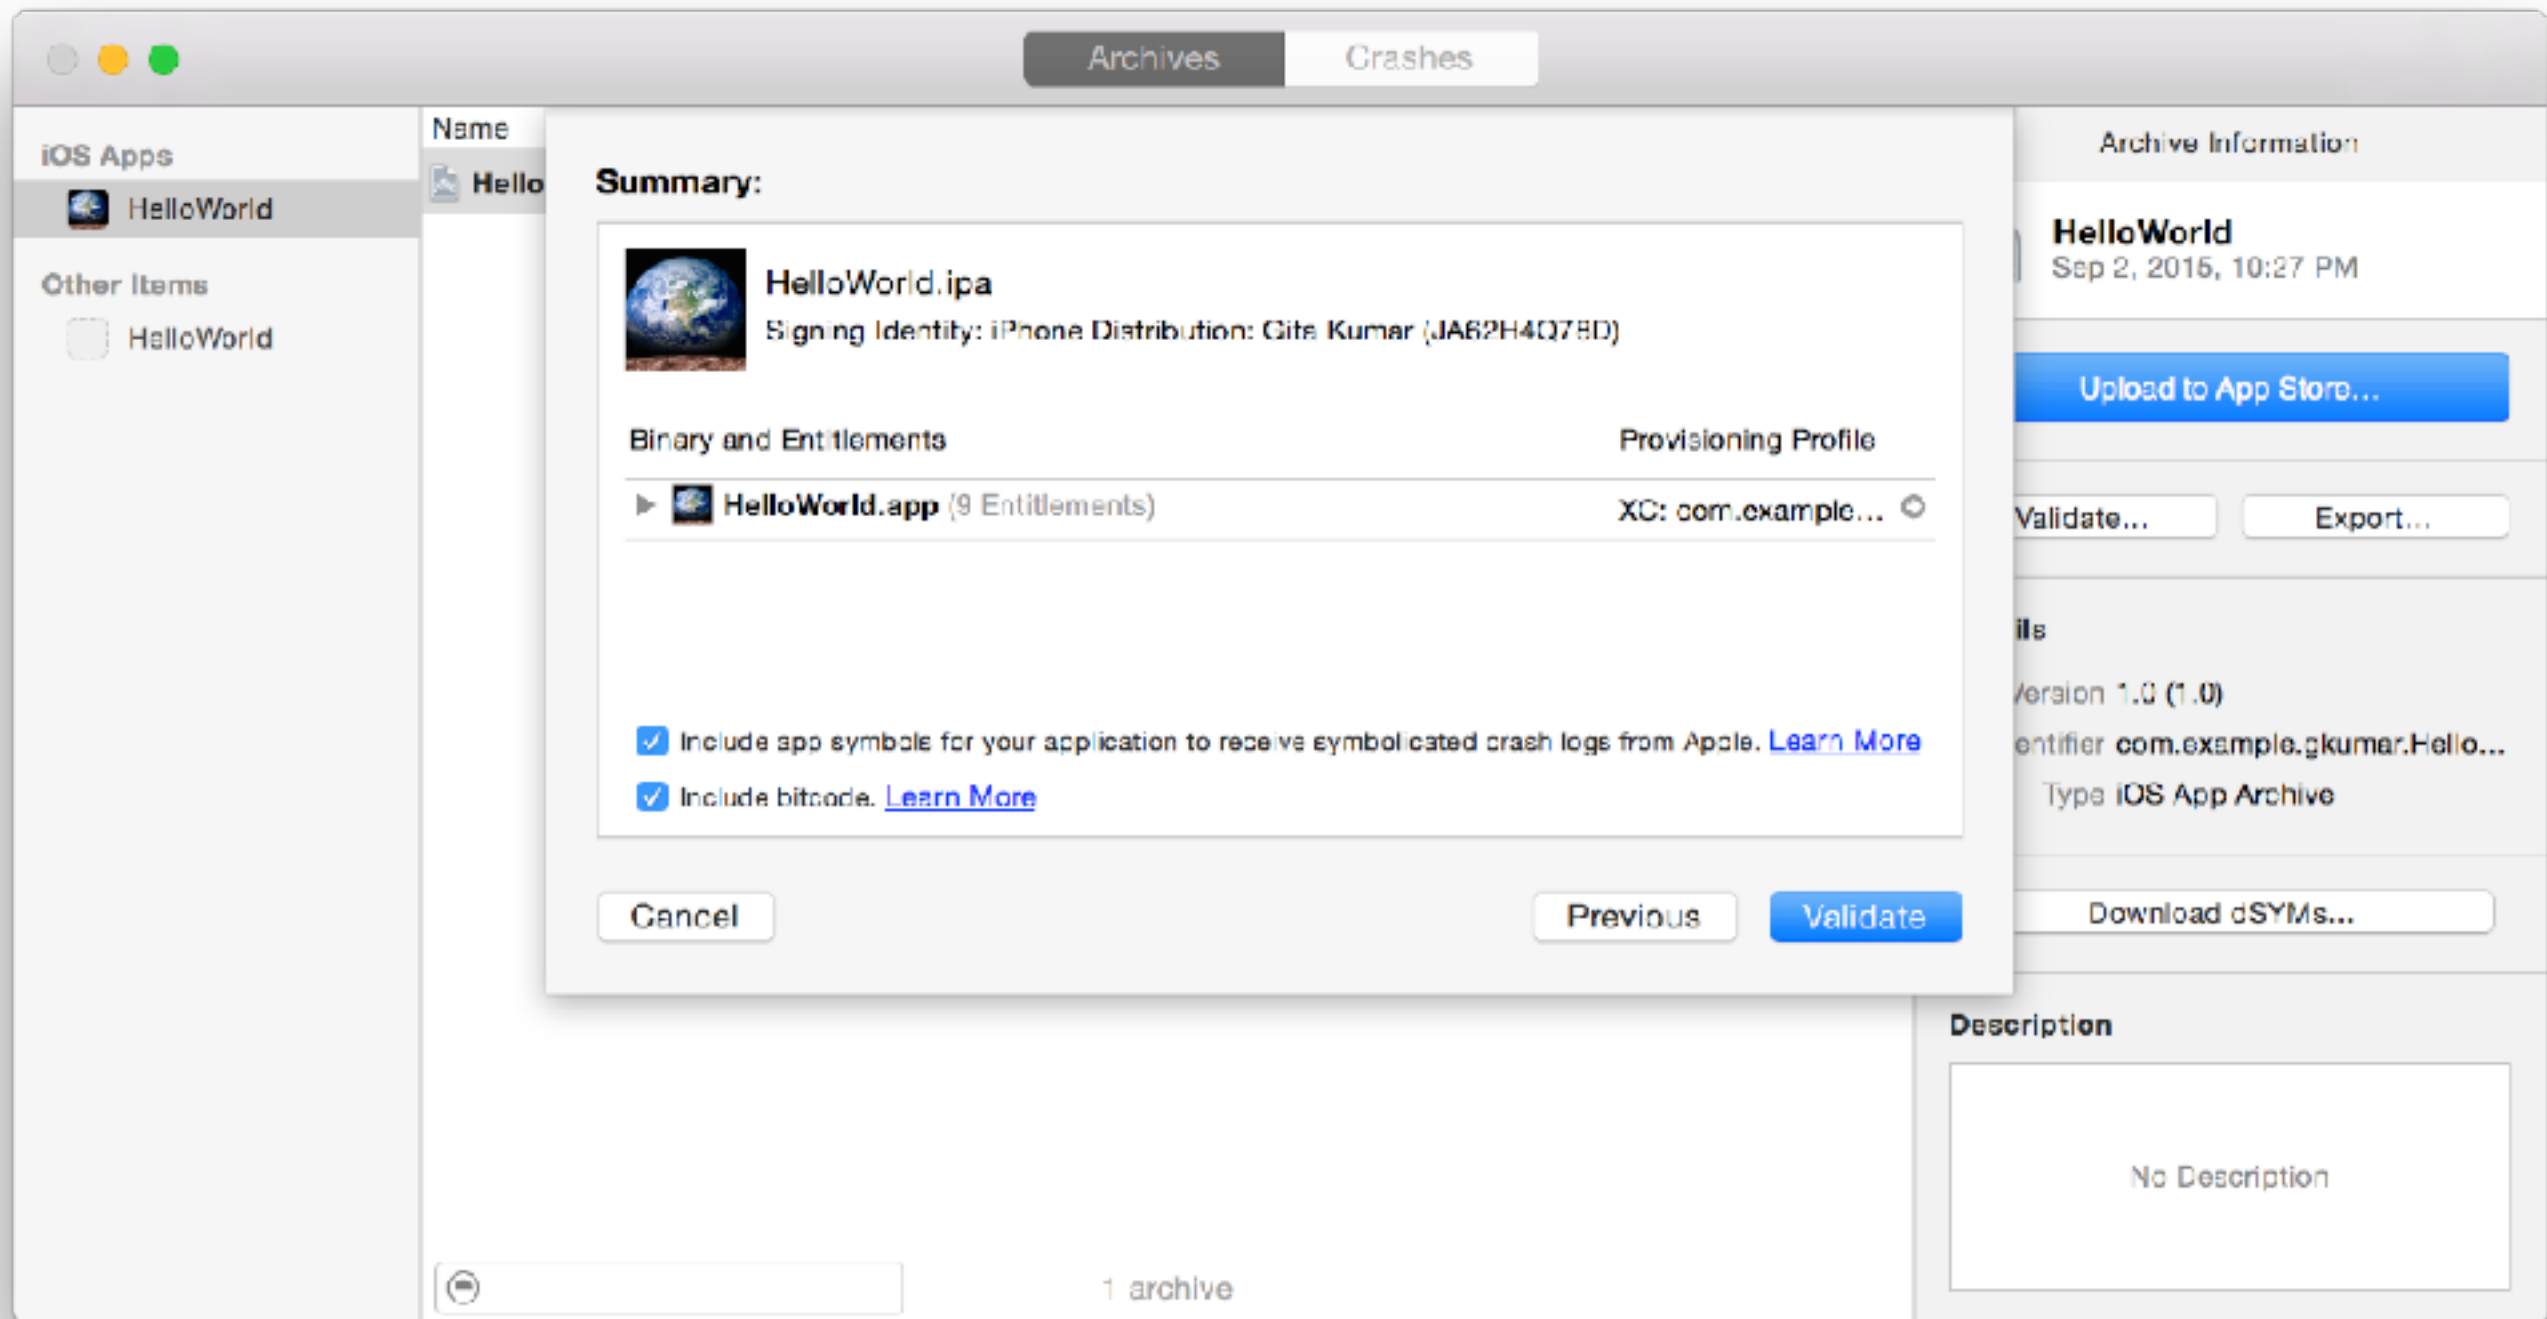 Archives
Crashes
iOS Apps
HelloWorld
Other Items
HelloWorld
Name
Hello
Summary:
HelloWorld.ipa
Signing Identity: iPhone Distribution: Gita Kumar (JA62H4Q78D)
Binary and Entitlements
Provisioning Profile
HelloWorld.app (9 Entitlements)
XC: com.example...
Include app symbols for your application to receive symbolicated crash logs from Apple. Learn More
Include bitcode. Learn More
Cancel
Previous
Validate
1 archive
Archive Information
HelloWorld
Sep 2, 2015, 10:27 PM
Upload to App Store...
Validate...
Export...
ils
Version 1.0 (1.0)
entifier com.example.gkumar.Hello...
Type iOS App Archive
Download dSYMs...
Description
No Description